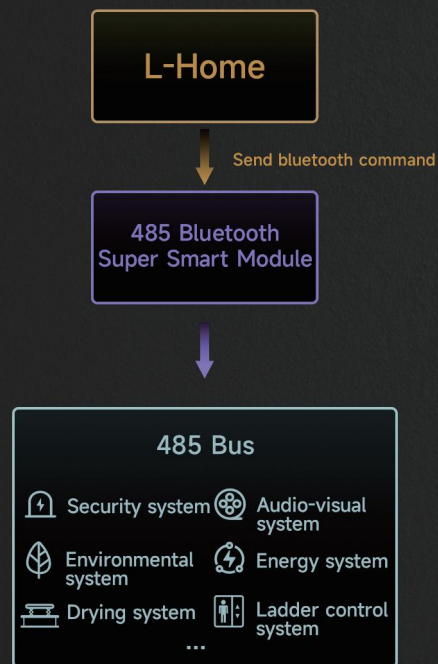 L-Home
Send bluetooth command
485 Bluetooth
Super Smart Module
485 Bus
Security system
Audio-visual
system
Environmental
system
Energy system
Drying system
Ladder control
system
...